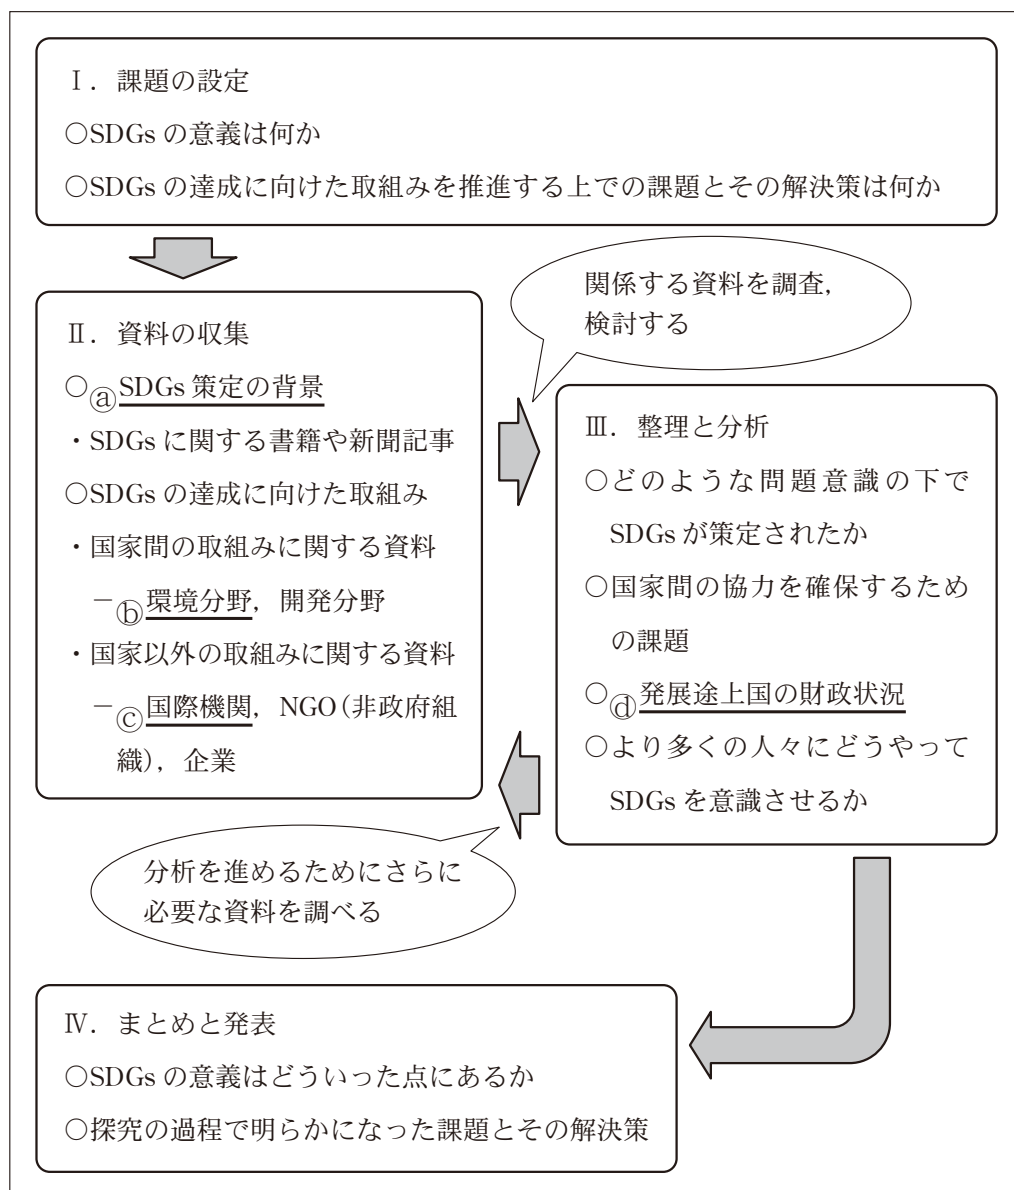 Ⅰ．課題の設定
○SDGs の意義は何か
○SDGs の達成に向けた取組みを推進する上での課題とその解決策は何か
関係する資料を調査，
検討する
Ⅱ．資料の収集
○ⓐSDGs 策定の背景
・SDGs に関する書籍や新聞記事
○SDGs の達成に向けた取組み
・国家間の取組みに関する資料
－ⓑ環境分野，開発分野
・国家以外の取組みに関する資料
－ⓒ国際機関，NGO（非政府組
織），企業
Ⅲ．整理と分析
○どのような問題意識の下で
SDGs が策定されたか
○国家間の協力を確保するため
の課題
○ⓓ発展途上国の財政状況
○より多くの人々にどうやって
SDGs を意識させるか
分析を進めるためにさらに
必要な資料を調べる
Ⅳ．まとめと発表
○SDGs の意義はどういった点にあるか
○探究の過程で明らかになった課題とその解決策